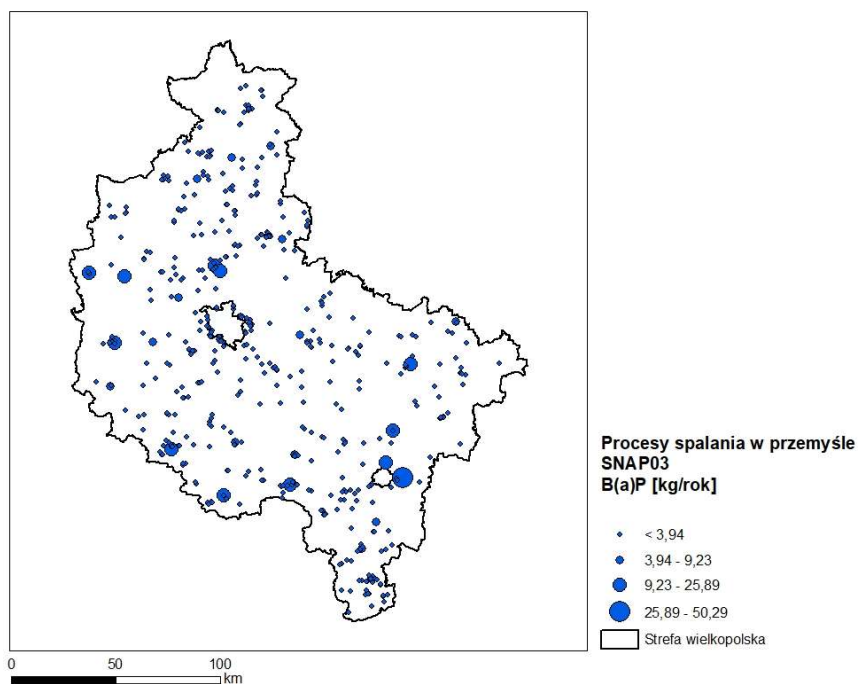 Procesy spalania w przemyśle
SNAP03
B(a)P [kg/rok]
< 3,94
3,94 - 9,23
9,23 - 25,89
25,89 - 50,29
Strefa wielkopolska
0 50 100
km